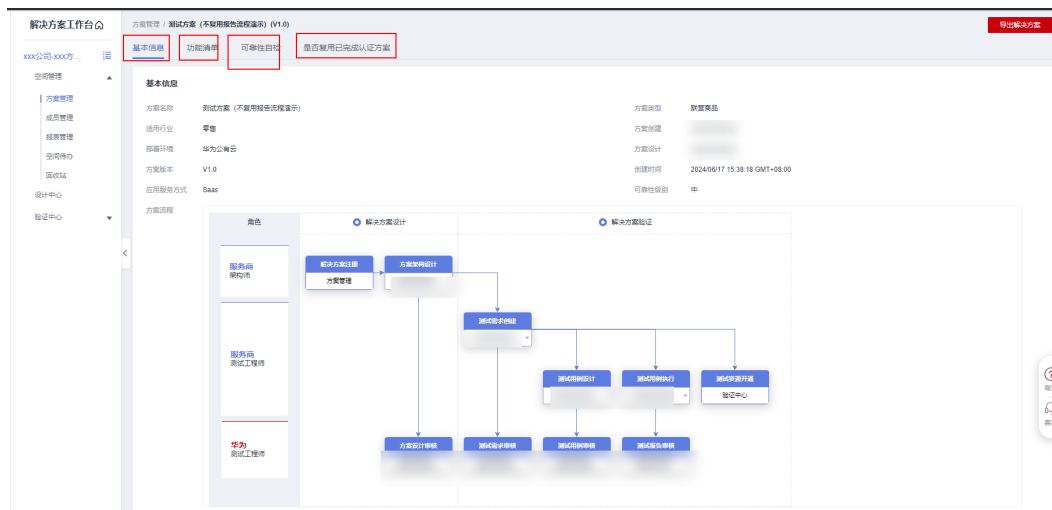 解决方案工作台
方案管理 / 测试方案（不复用报告流程演示）(V1.0)
导出解决方案
xxx公司-xxx方...
基本信息 功能清单 可靠性自检 是否复用已完成认证方案
空间管理
方案管理
成员管理
报表管理
空间待办
回收站
设计中心
验证中心
基本信息
方案名称 测试方案（不复用报告流程演示） 方案类型 联营商品
适用行业 零售 方案创建
部署环境 华为公有云 方案设计
方案版本 V1.0 创建时间 2024/06/17 15:38:18 GMT+08:00
应用服务方式 Saas 可靠性级别 中
方案流程
角色 解决方案设计 解决方案验证
服务商
架构师
解决方案注册 方案架构设计
方案管理
测试需求创建
服务商
测试工程师
测试用例设计 测试用例执行 测试资源开通
验证中心
华为
测试工程师
方案设计审核 测试需求审核 测试用例审核 测试报告审核